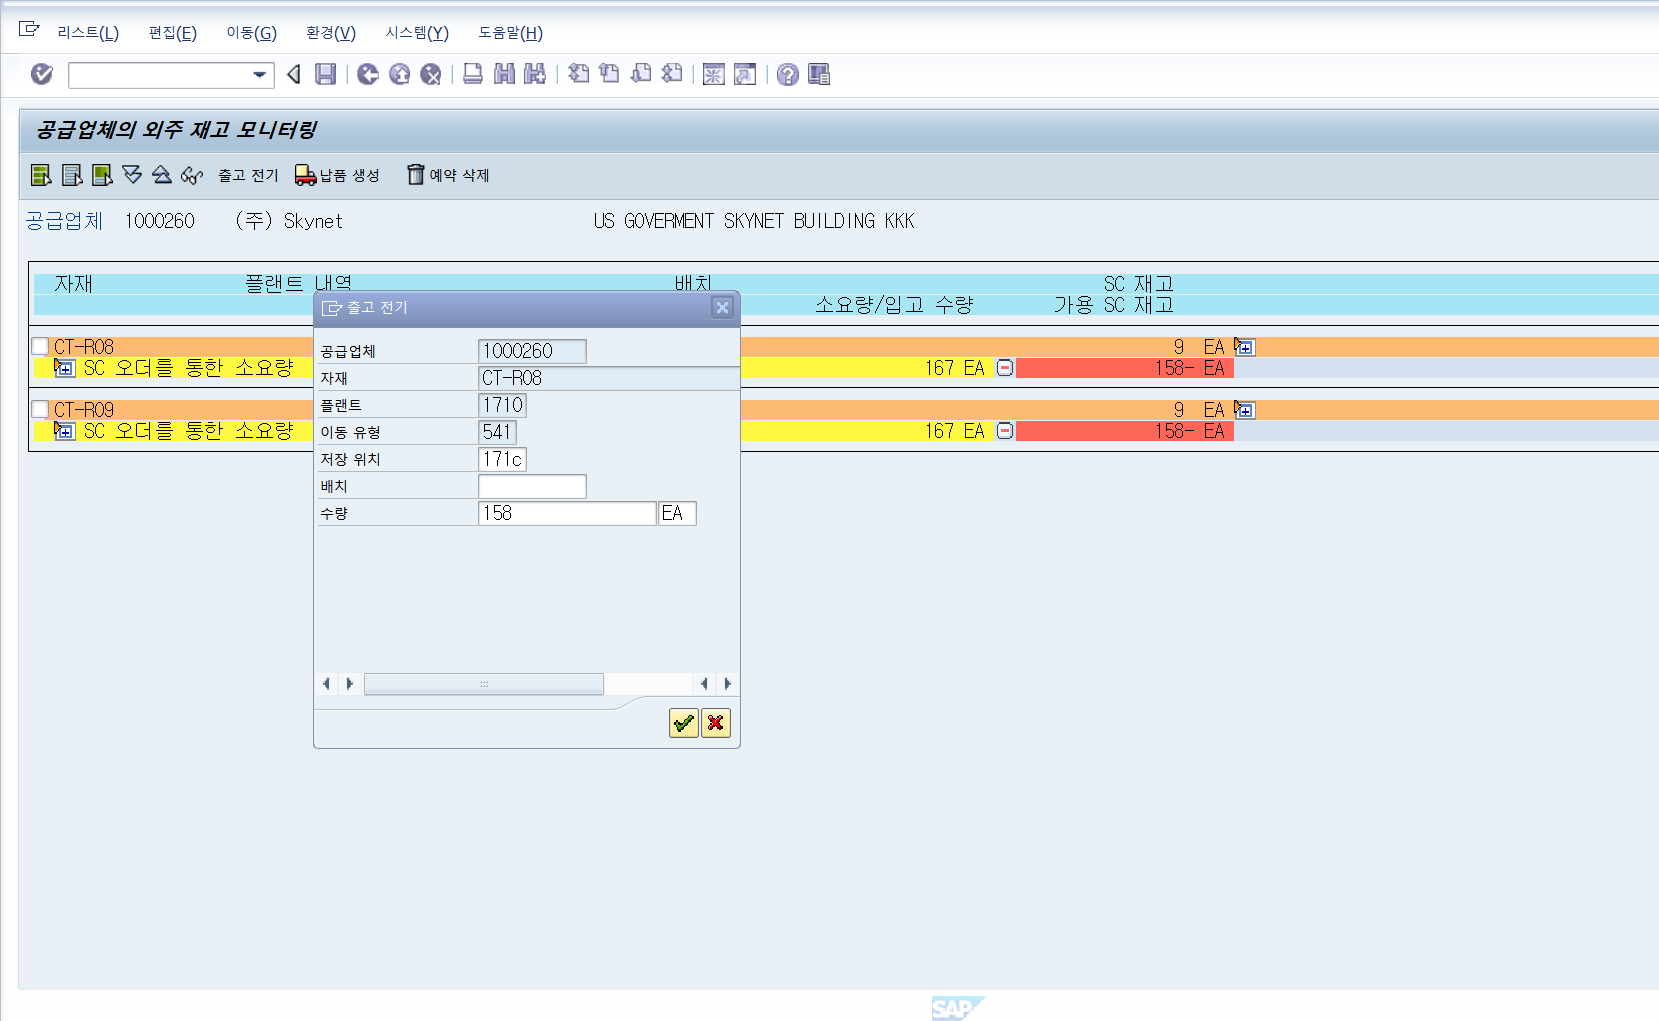 리스트(L) 편집(E) 이동(G) 환경(V) 시스템(Y) 도움말(H)
공급업체의 외주 재고 모니터링
출고 전기 납품 생성 예약 삭제
공급업체 1000260 (주) Skynet US GOVERMENT SKYNET BUILDING KKK
자재 플랜트 내역 배치 SC 재고
소요량/입고 수량 가용 SC 재고
CT-R08 9 EA
SC 오더를 통한 소요량 167 EA 158- EA
CT-R09 9 EA
SC 오더를 통한 소요량 167 EA 158- EA
출고 전기
공급업체 1000260
자재 CT-R08
플랜트 1710
이동 유형 541
저장 위치 171c
배치
수량 158 EA
SAP